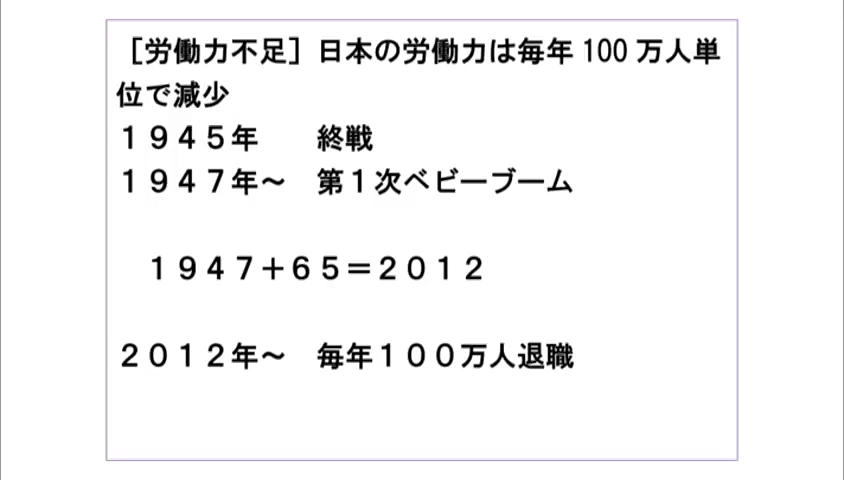 ［労働力不足］日本の労働力は毎年 100 万人単
位で減少
１９４５年　　終戦
１９４７年～　第１次ベビーブーム
１９４７＋６５＝２０１２
２０１２年～　毎年１００万人退職